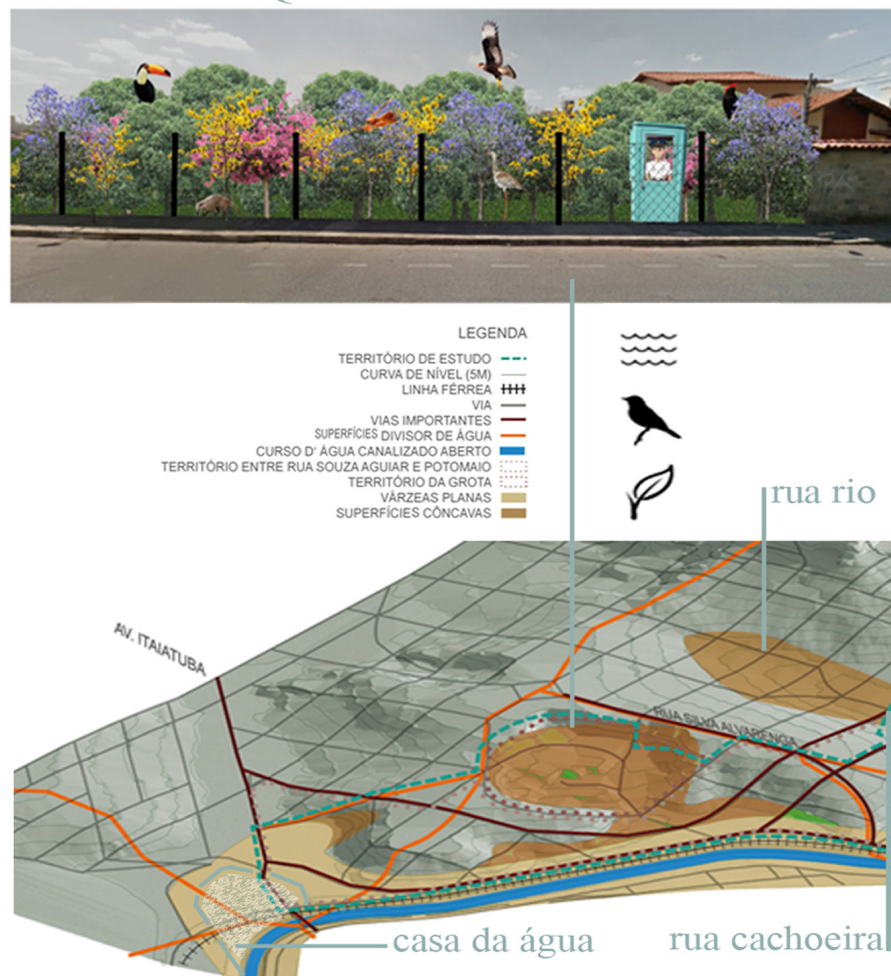 LEGENDA
TERRITÓRIO DE ESTUDO
CURVA DE NÍVEL (5M)
LINHA FÉRREA
VIA
VIAS IMPORTANTES
SUPERFÍCIES DIVISOR DE ÁGUA
CURSO D' ÁGUA CANALIZADO ABERTO
TERRITÓRIO ENTRE RUA SOUZA AGUIAR E POTOMAIO
TERRITÓRIO DA GROTA
VÁRZEAS PLANAS
SUPERFÍCIES CÔNCAVAS
rua rio
AV. ITAIATUBA
RUA SILVA ALVARENGA
casa da água
rua cachoeira